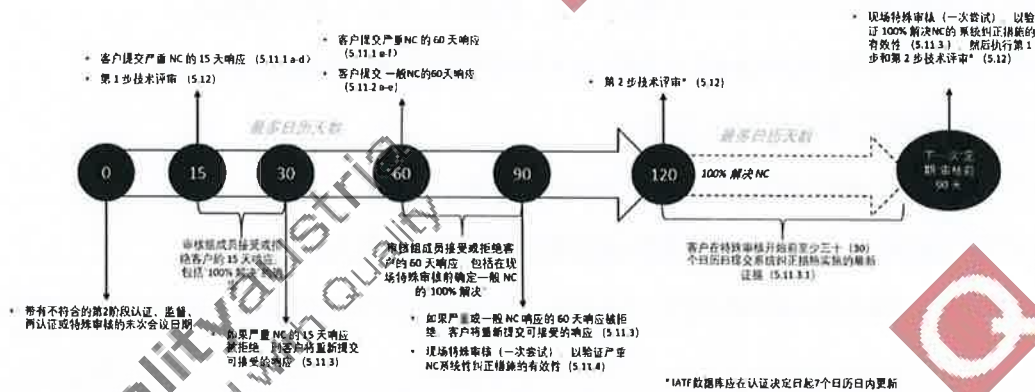 现场特殊审核（一次尝试），以验
证 100% 解决NC的 系统纠正措施的
有效性（5.11.3），然后执行第 1
步和第 2 步技术评审*（5.12）
客户提交严重 NC 的 60 天响应
（5.11.1 e-f）
客户提交 一般NC的60天响应
（5.11.2 a-e）
客户提交严重 NC 的 15 天响应（5.11.1 a-d）
第 1 步技术评审（5.12）
第 2 步技术评审*（5.12）
最多日历天数
最多日历天数
0
15
30
60
90
120
100% 解决 NC
下一次定
期审核前
90 天
审核组成员接受或拒
绝客户的 15 天响应，
包括"100% 解决"
审核组成员接受或拒绝客
户的 60 天响应，包括在现
场特殊审核前确定一般 NC
的"100% 解决"
客户在特殊审核开始前至少三十（30）
个日历日提交系统纠正措施实施的最新
证据（5.11.3.1）
带有不符合的第2阶段认证、监督、
再认证或特殊审核的末次会议日期
如果严重 NC 的 15 天响应
被拒绝，则客户将重新提交
可接受的响应（5.11.3）
如果严重或一般 NC 响应的 60 天响应被拒
绝，客户将重新提交可接受的响应（5.11.3）
现场特殊审核（一次尝试），以验证严重
NC系统性纠正措施的有效性（5.11.4）
*IATF数据库应在认证决定日起7个日历日内更新
alityaustria
with Quality